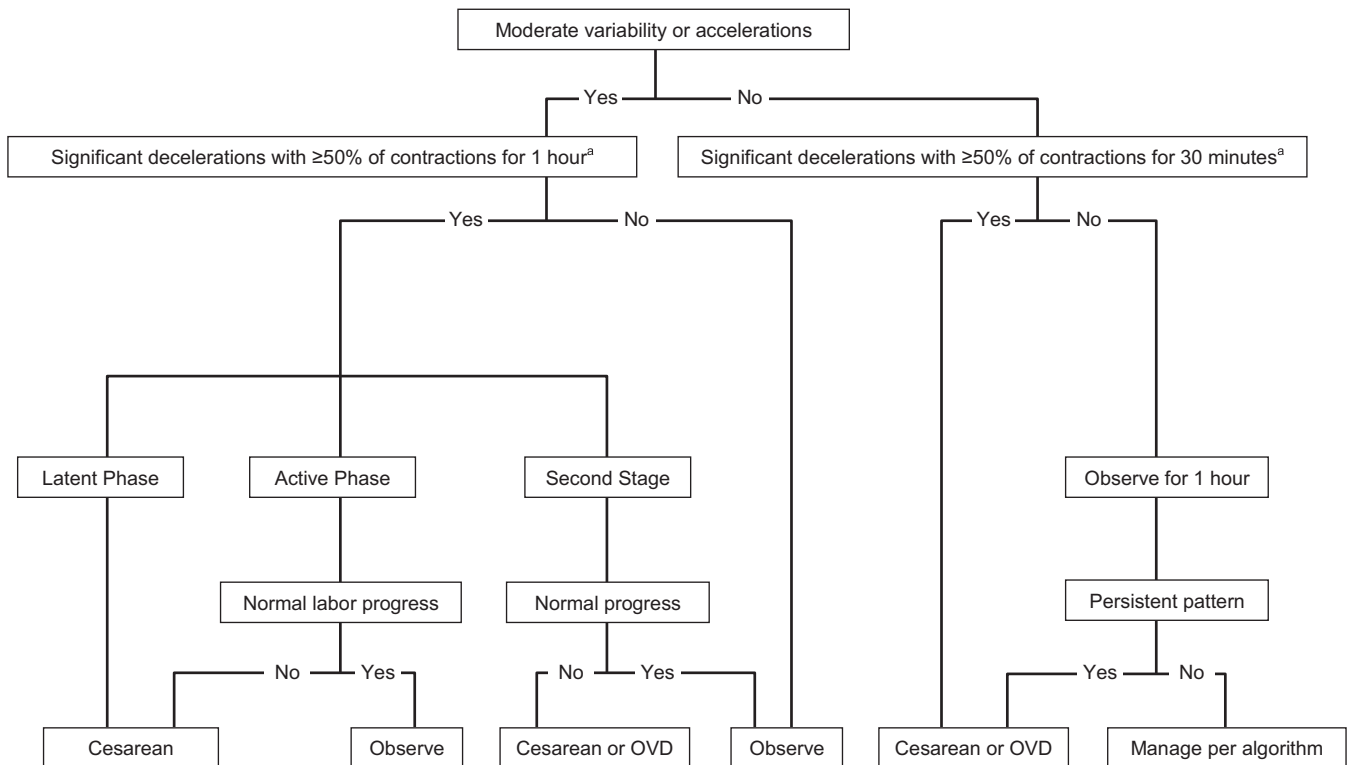 Moderate variability or accelerations
Yes No
Significant decelerations with ≥50% of contractions for 1 hourᵃ
Significant decelerations with ≥50% of contractions for 30 minutesᵃ
Yes No
Yes No
Latent Phase
Active Phase
Second Stage
Observe for 1 hour
Normal labor progress
Normal progress
Persistent pattern
No Yes
No Yes
Yes No
Cesarean
Observe
Cesarean or OVD
Observe
Cesarean or OVD
Manage per algorithm